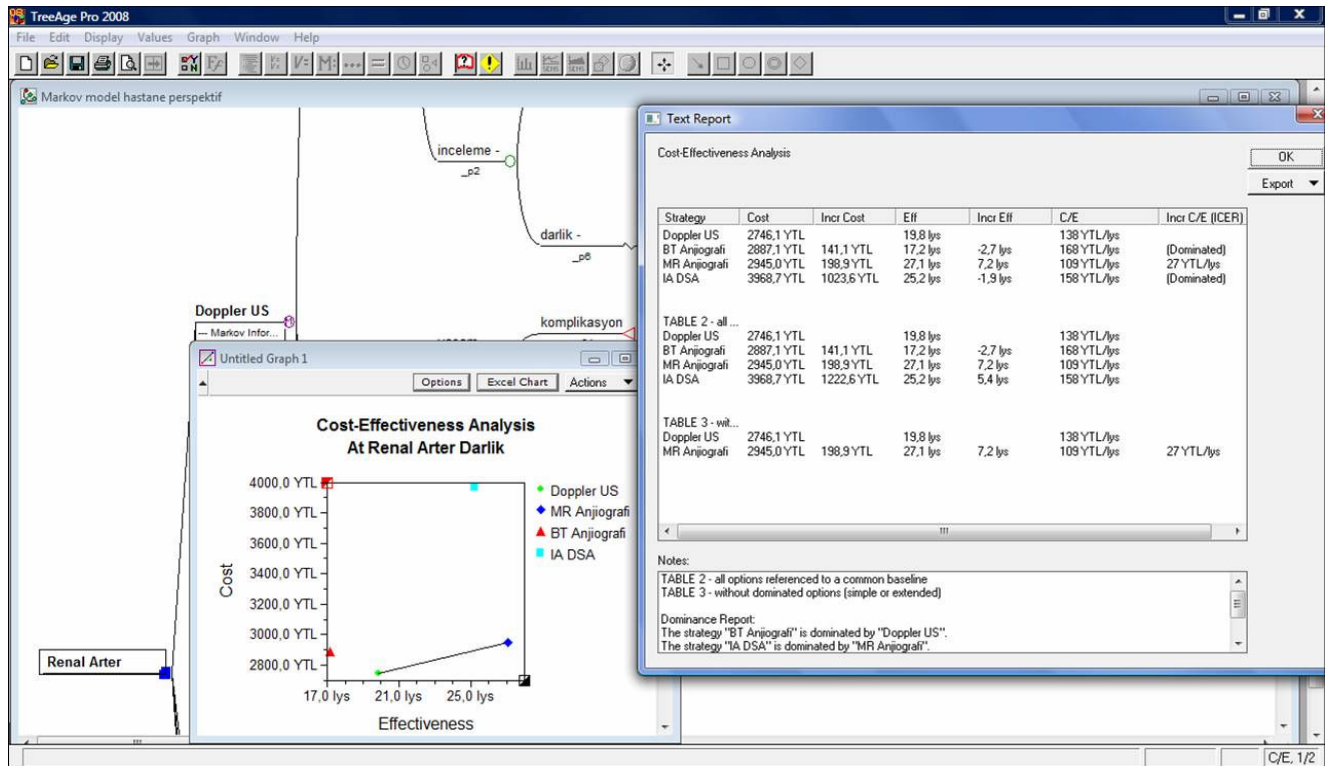 TreeAge Pro 2008
File Edit Display Values Graph Window Help
Markov model hastane perspektif
inceleme -
_p2
darlik -
_p6
Doppler US
--- Markov Infor...
komplikasyon
Renal Arter
Untitled Graph 1
Options Excel Chart Actions
Cost-Effectiveness Analysis
At Renal Arter Darlik
4000,0 YTL
3800,0 YTL
3600,0 YTL
3400,0 YTL
3200,0 YTL
3000,0 YTL
2800,0 YTL
Cost
17,0 lys 21,0 lys 25,0 lys
Effectiveness
Doppler US
MR Anjiografi
BT Anjiografi
IA DSA
Text Report
Cost-Effectiveness Analysis
OK
Export
Strategy Cost Incr Cost Eff Incr Eff C/E Incr C/E (ICER)
Doppler US 2746,1 YTL 19,8 lys 138 YTL/lys
BT Anjiografi 2887,1 YTL 141,1 YTL 17,2 lys -2,7 lys 168 YTL/lys (Dominated)
MR Anjiografi 2945,0 YTL 198,9 YTL 27,1 lys 7,2 lys 109 YTL/lys 27 YTL/lys
IA DSA 3968,7 YTL 1023,6 YTL 25,2 lys -1,9 lys 158 YTL/lys (Dominated)
TABLE 2 - all ...
Doppler US 2746,1 YTL 19,8 lys 138 YTL/lys
BT Anjiografi 2887,1 YTL 141,1 YTL 17,2 lys -2,7 lys 168 YTL/lys
MR Anjiografi 2945,0 YTL 198,9 YTL 27,1 lys 7,2 lys 109 YTL/lys
IA DSA 3968,7 YTL 1222,6 YTL 25,2 lys 5,4 lys 158 YTL/lys
TABLE 3 - wit...
Doppler US 2746,1 YTL 19,8 lys 138 YTL/lys
MR Anjiografi 2945,0 YTL 198,9 YTL 27,1 lys 7,2 lys 109 YTL/lys 27 YTL/lys
Notes:
TABLE 2 - all options referenced to a common baseline
TABLE 3 - without dominated options (simple or extended)
Dominance Report:
The strategy "BT Anjiografi" is dominated by "Doppler US".
The strategy "IA DSA" is dominated by "MR Anjiografi".
C/E, 1/2